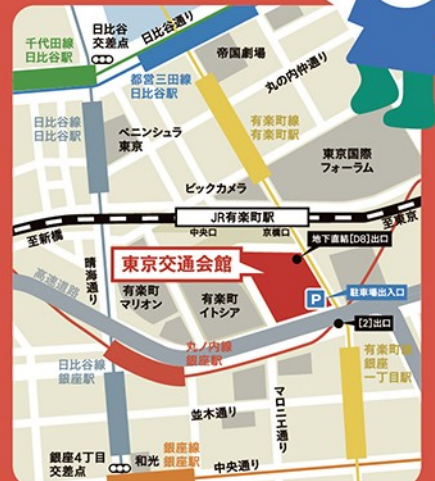 千代田線
日比谷駅
日比谷
交差点
日比谷通り
都営三田線
日比谷駅
帝国劇場
丸の内仲通り
日比谷線
日比谷駅
ペニンシュラ
東京
有楽町線
有楽町駅
東京国際
フォーラム
ビックカメラ
JR有楽町駅
中央口
京橋口
至新橋
至東京
地下直結[D8]出口
東京交通会館
晴海通り
高速道路
有楽町
マリオン
有楽町
イトシア
P
駐車場出入口
[2]出口
丸ノ内線
銀座駅
日比谷線
銀座駅
有楽町線
銀座
一丁目駅
並木通り
マロニエ通り
銀座4丁目
交差点
和光
銀座線
銀座駅
中央通り